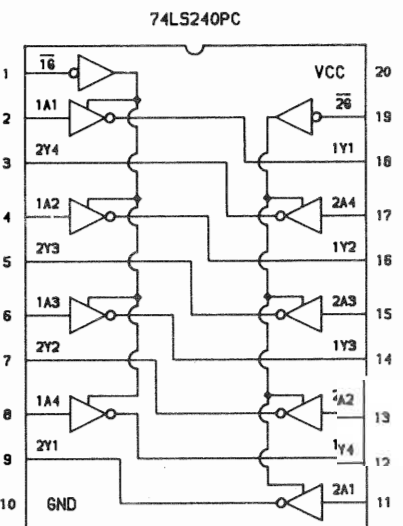 74LS240PC
1 1G VCC 20
2 1A1 2G 19
3 2Y4 1Y1 18
4 1A2 2A4 17
5 2Y3 1Y2 16
6 1A3 2A3 15
7 2Y2 1Y3 14
8 1A4 2A2 13
9 2Y1 1Y4 12
10 GND 2A1 11